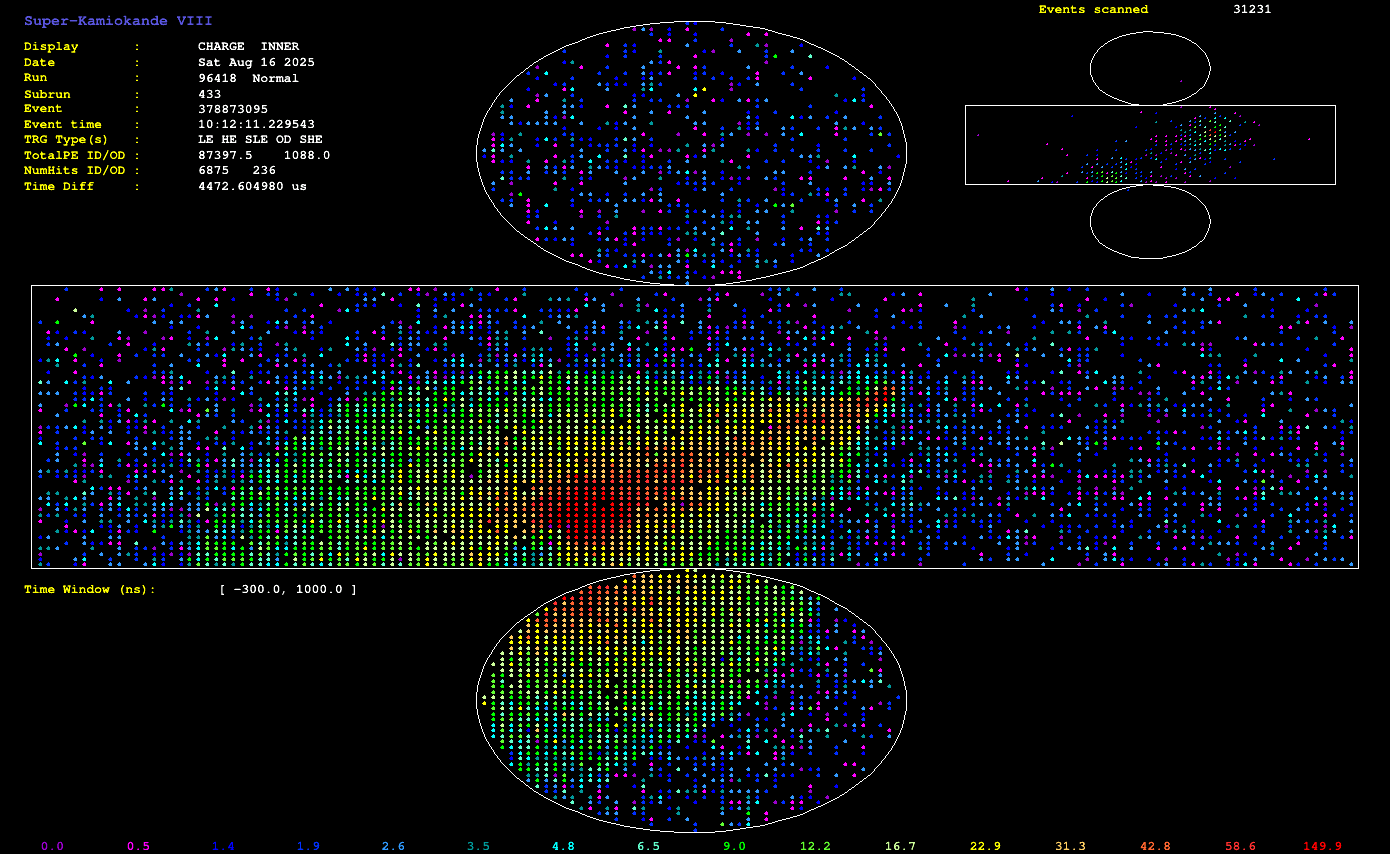 Super-Kamiokande VIII
Events scanned 31231
Display : CHARGE INNER
Date : Sat Aug 16 2025
Run : 96418 Normal
Subrun : 433
Event : 378873095
Event time : 10:12:11.229543
TRG Type(s) : LE HE SLE OD SHE
TotalPE ID/OD : 87397.5 1088.0
NumHits ID/OD : 6875 236
Time Diff : 4472.604980 us
Time Window (ns): [ -300.0, 1000.0 ]
0.0 0.5 1.4 1.9 2.6 3.5 4.8 6.5 9.0 12.2 16.7 22.9 31.3 42.8 58.6 149.9